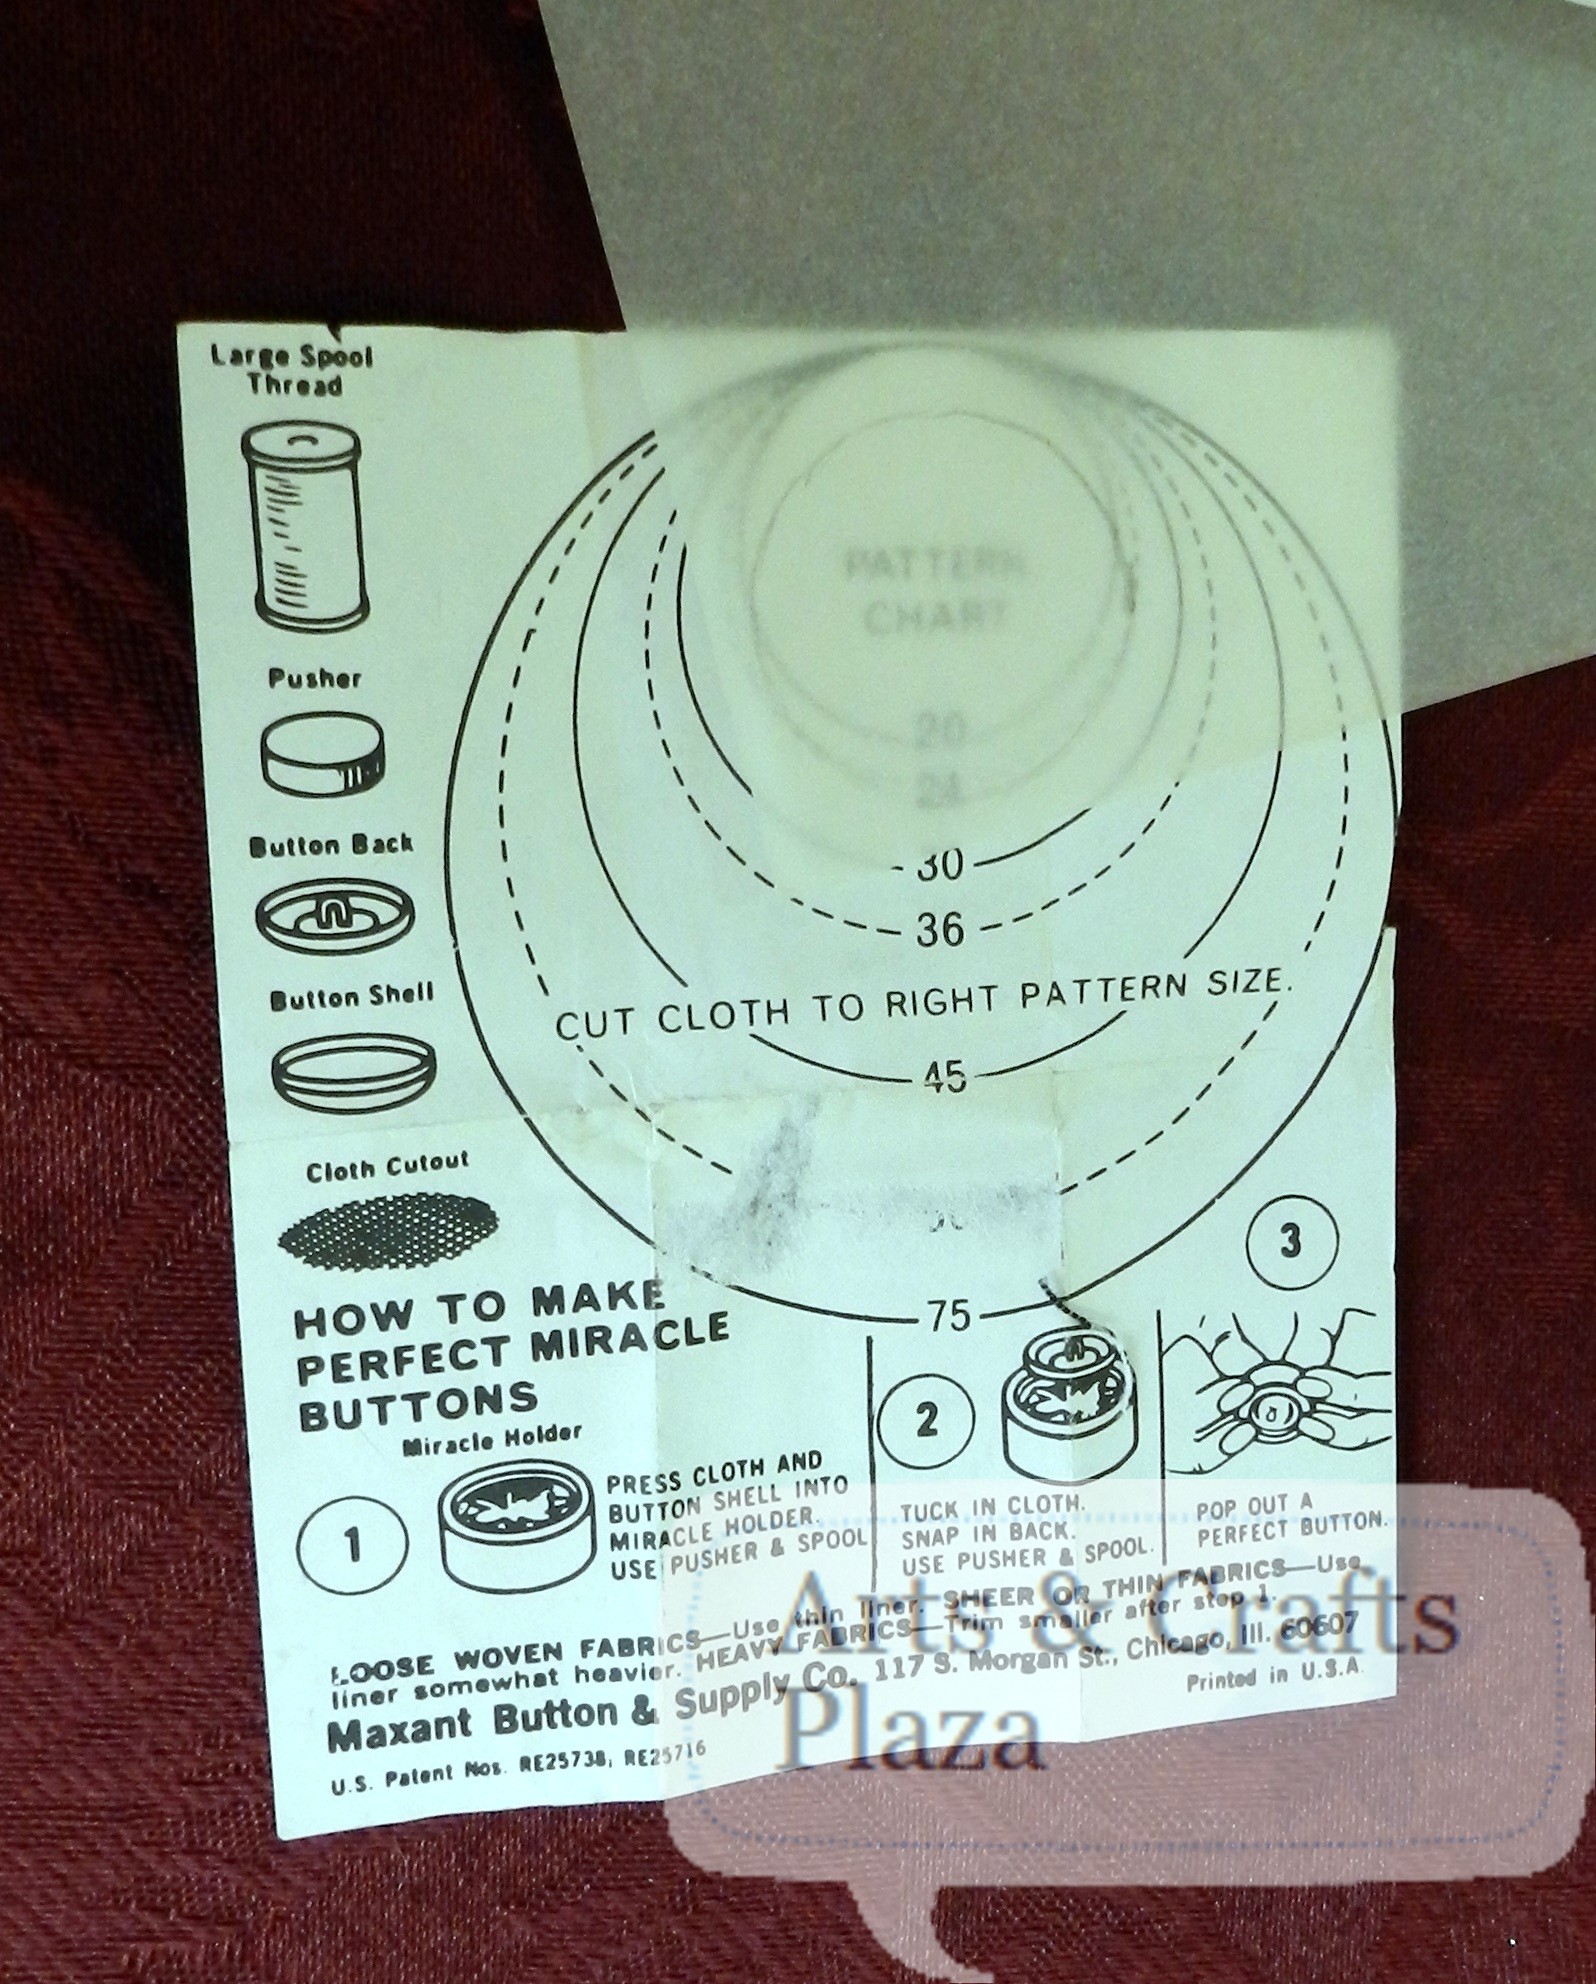 Large Spool
Thread
Pusher
Button Back
Button Shell
Cloth Cutout
PATTERN
CHART
20
24
30
36
CUT CLOTH TO RIGHT PATTERN SIZE.
45
75
HOW TO MAKE
PERFECT MIRACLE
BUTTONS
Miracle Holder
1
PRESS CLOTH AND
BUTTON SHELL INTO
MIRACLE HOLDER.
USE PUSHER & SPOOL
2
TUCK IN CLOTH.
SNAP IN BACK.
USE PUSHER & SPOOL.
3
POP OUT A
PERFECT BUTTON.
LOOSE WOVEN FABRICS—Use thin liner. SHEER OR THIN FABRICS—Use
liner somewhat heavier. HEAVY FABRICS—Trim smaller after step 1.
Maxant Button & Supply Co. 117 S. Morgan St., Chicago, Ill. 60607
U.S. Patent Nos. RE25738, RE25716
Printed in U.S.A.
Arts & Crafts
Plaza